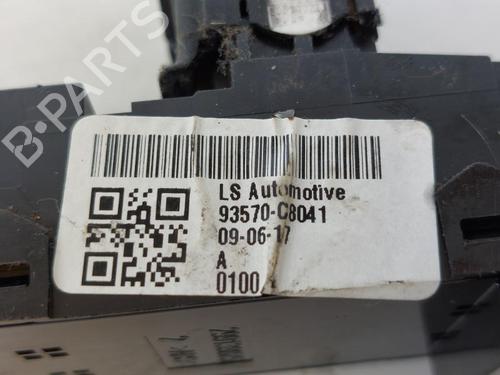 B-PARTS
LS Automotive
93570-C8041
09-06-17
A
0100